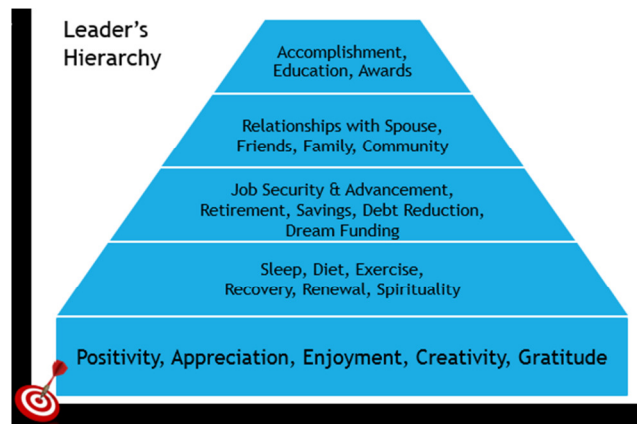 Leader's
Hierarchy
Accomplishment,
Education, Awards
Relationships with Spouse,
Friends, Family, Community
Job Security & Advancement,
Retirement, Savings, Debt Reduction,
Dream Funding
Sleep, Diet, Exercise,
Recovery, Renewal, Spirituality
Positivity, Appreciation, Enjoyment, Creativity, Gratitude